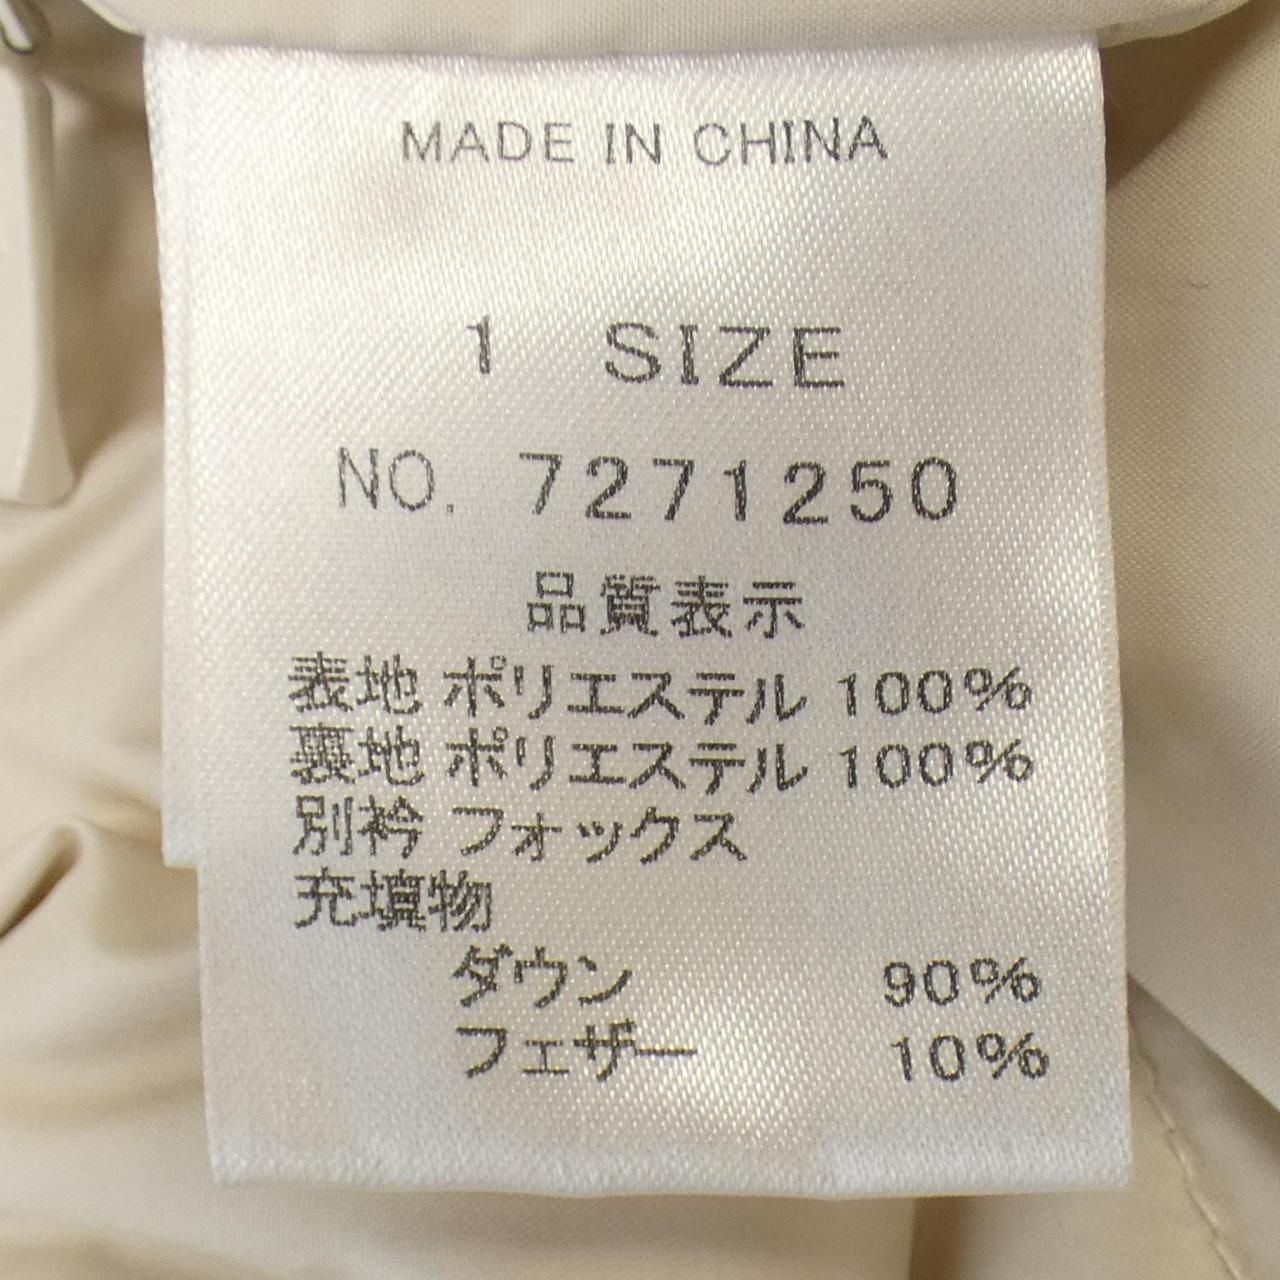 MADE IN CHINA
1 SIZE
NO. 7271250
品質表示
表地 ポリエステル 100%
裏地 ポリエステル 100%
別衿 フォックス
充填物
ダウン 90%
フェザー 10%